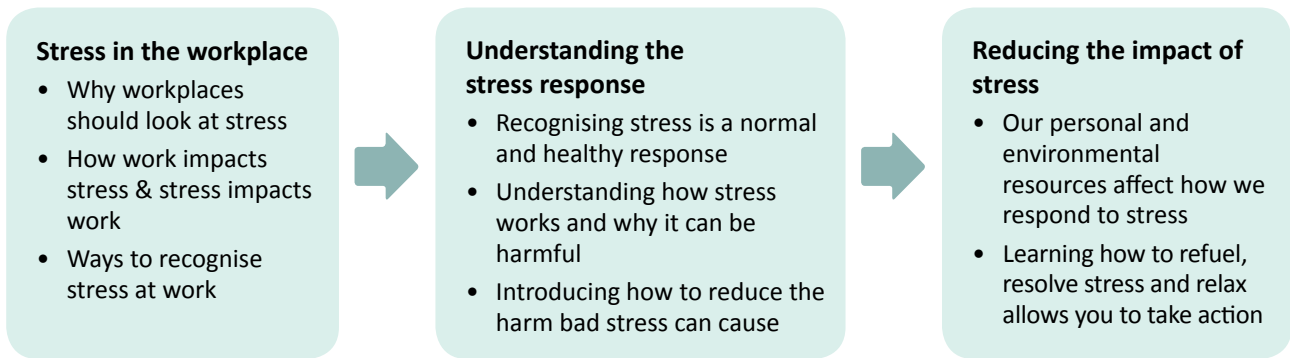 Stress in the workplace
• Why workplaces
should look at stress
• How work impacts
stress & stress impacts
work
• Ways to recognise
stress at work
Understanding the
stress response
• Recognising stress is a normal
and healthy response
• Understanding how stress
works and why it can be
harmful
• Introducing how to reduce the
harm bad stress can cause
Reducing the impact of
stress
• Our personal and
environmental
resources affect how we
respond to stress
• Learning how to refuel,
resolve stress and relax
allows you to take action